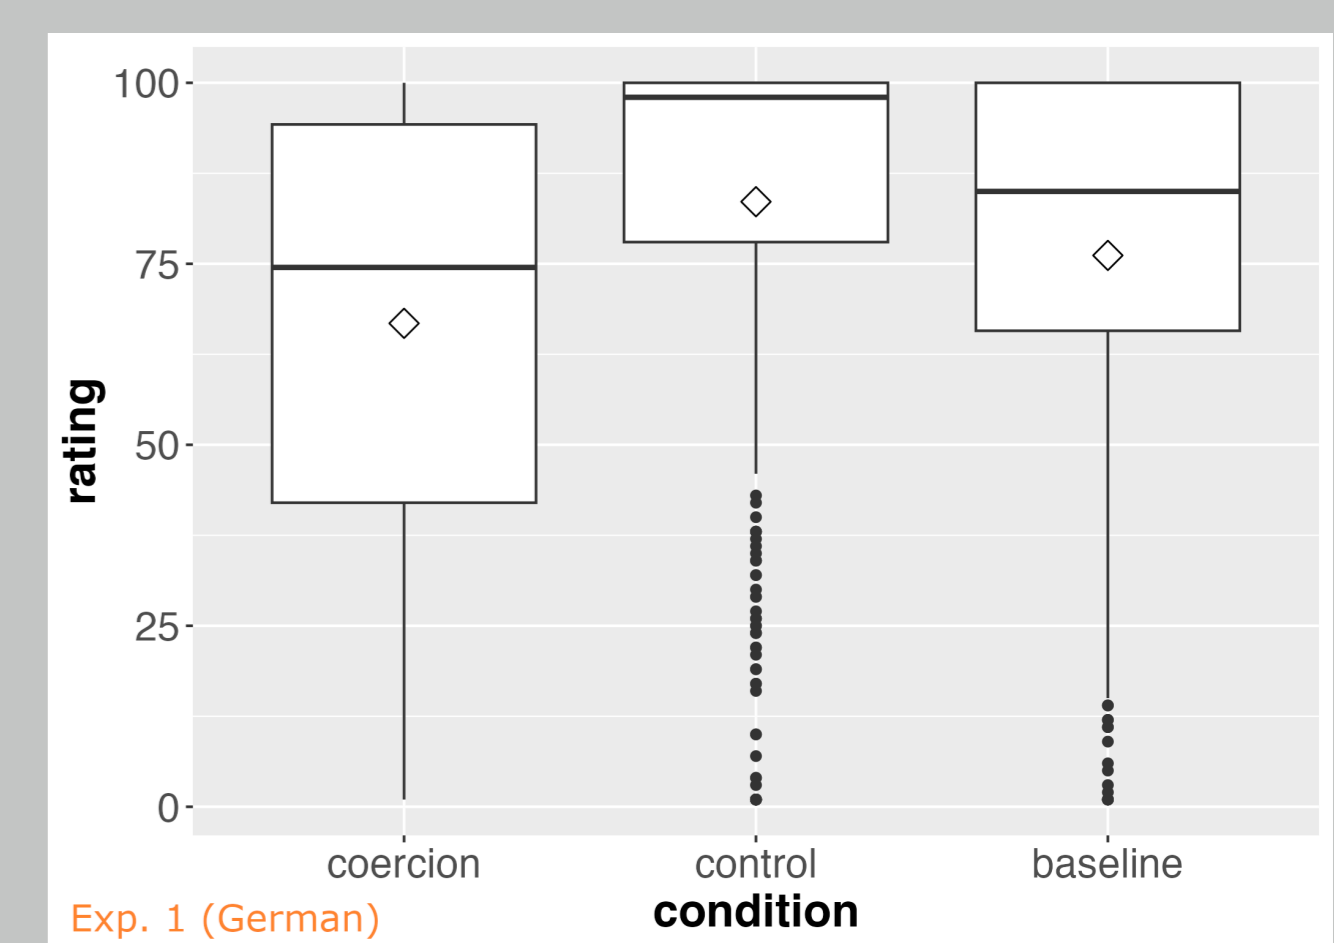 100
75
50
25
0
rating
coercion
control
baseline
condition
Exp. 1 (German)